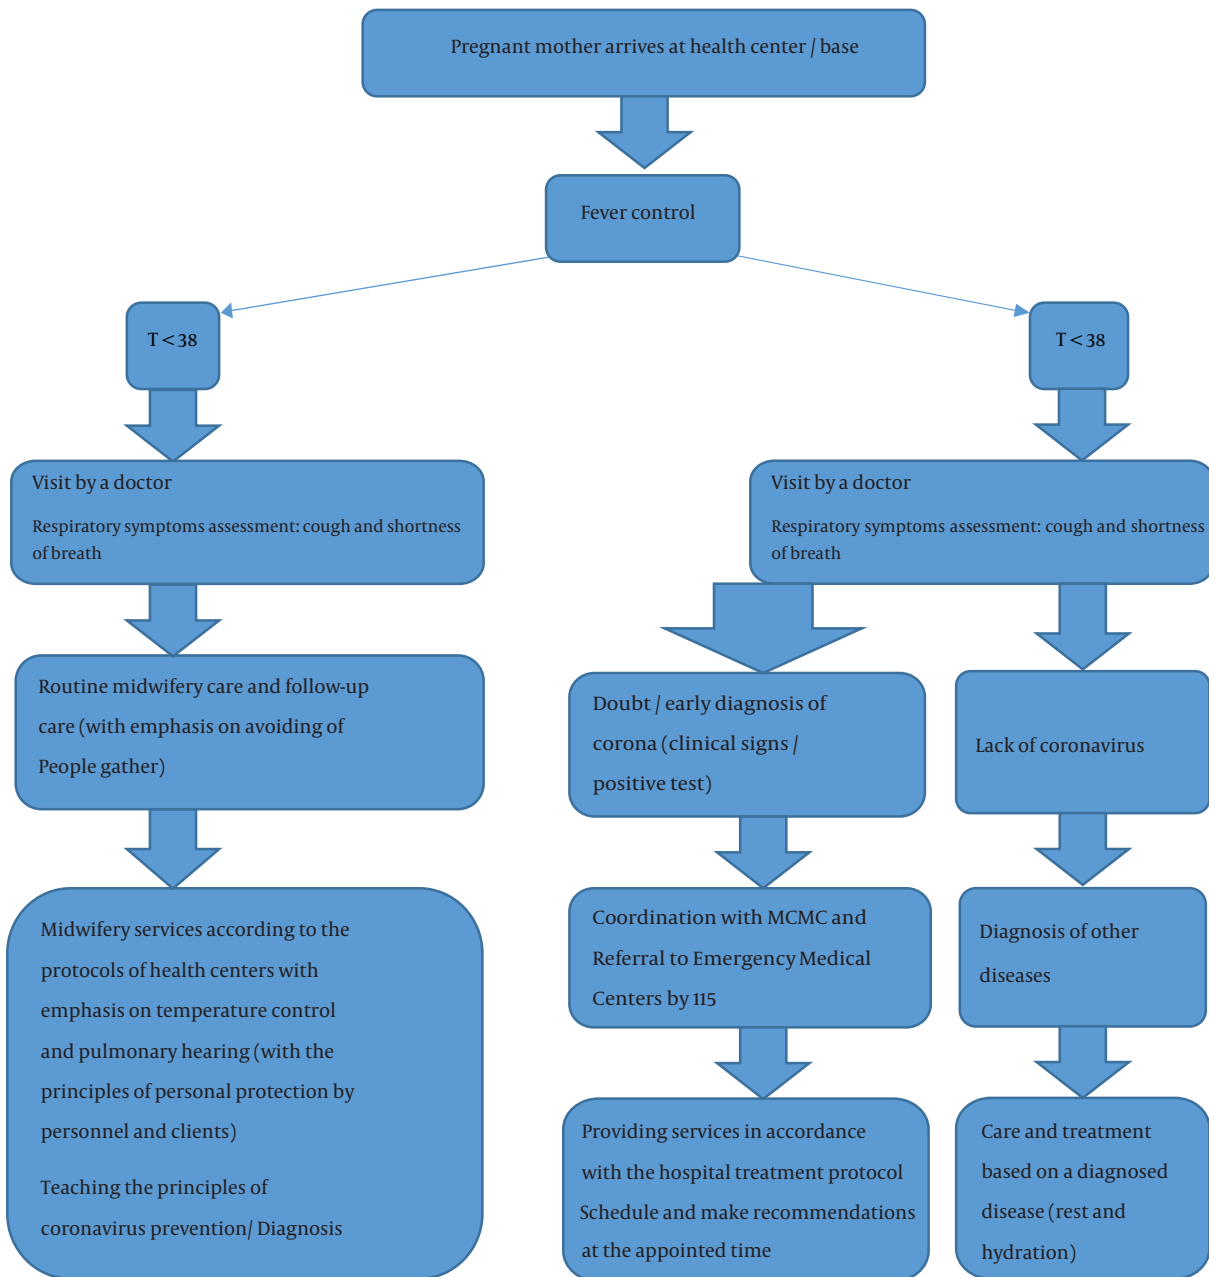 Pregnant mother arrives at health center / base
Fever control
T < 38
T < 38
Visit by a doctor
Respiratory symptoms assessment: cough and shortness
of breath
Visit by a doctor
Respiratory symptoms assessment: cough and shortness
of breath
Routine midwifery care and follow-up
care (with emphasis on avoiding of
People gather)
Doubt / early diagnosis of
corona (clinical signs /
positive test)
Lack of coronavirus
Midwifery services according to the
protocols of health centers with
emphasis on temperature control
and pulmonary hearing (with the
principles of personal protection by
personnel and clients)
Teaching the principles of
coronavirus prevention/ Diagnosis
Coordination with MCMC and
Referral to Emergency Medical
Centers by 115
Diagnosis of other
diseases
Providing services in accordance
with the hospital treatment protocol
Schedule and make recommendations
at the appointed time
Care and treatment
based on a diagnosed
disease (rest and
hydration)